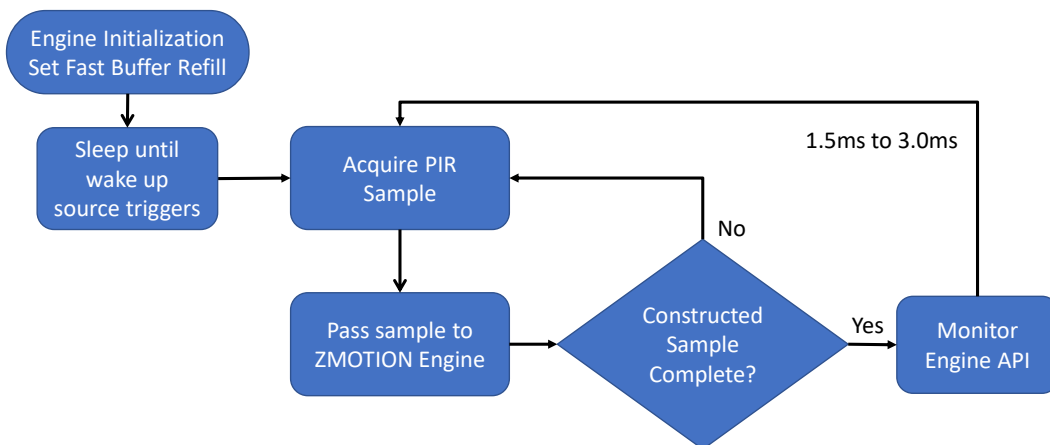 Engine Initialization
Set Fast Buffer Refill
Sleep until
wake up
source triggers
Acquire PIR
Sample
1.5ms to 3.0ms
No
Pass sample to
ZMOTION Engine
Constructed
Sample
Complete?
Yes
Monitor
Engine API